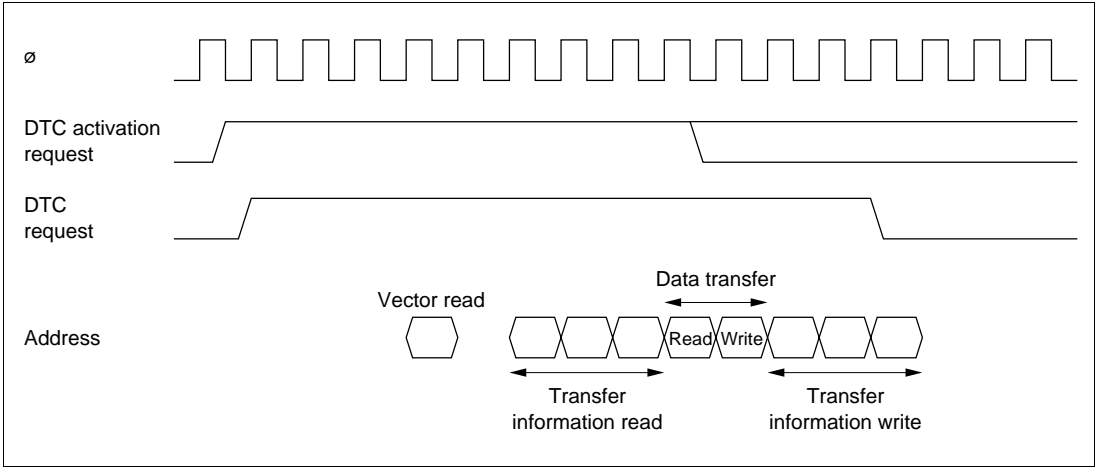 ø
DTC activation
request
DTC
request
Data transfer
Vector read
Address
Read
Write
Transfer
information read
Transfer
information write